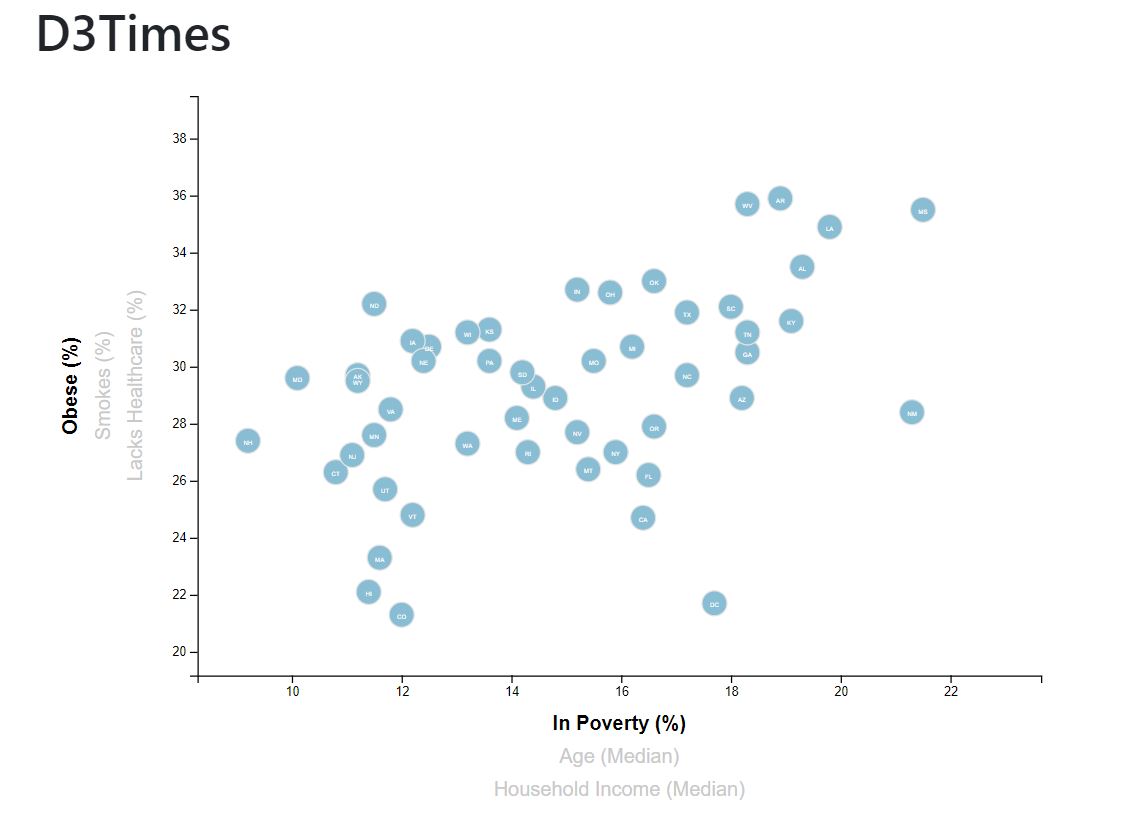 D3Times
38
36
34
32
30
28
26
24
22
20
Obese (%)
Smokes (%)
Lacks Healthcare (%)
WV
AR
MS
LA
AL
OK
IN
OH
ND
SC
TX
KY
WI
KS
TN
IA
DE
MI
GA
NE
PA
MO
SD
AK
WY
MD
NC
IL
ID
AZ
VA
NM
ME
OR
NV
MN
NH
WA
RI
NY
NJ
MT
CT
FL
UT
VT
CA
MA
HI
DC
CO
10 12 14 16 18 20 22
In Poverty (%)
Age (Median)
Household Income (Median)